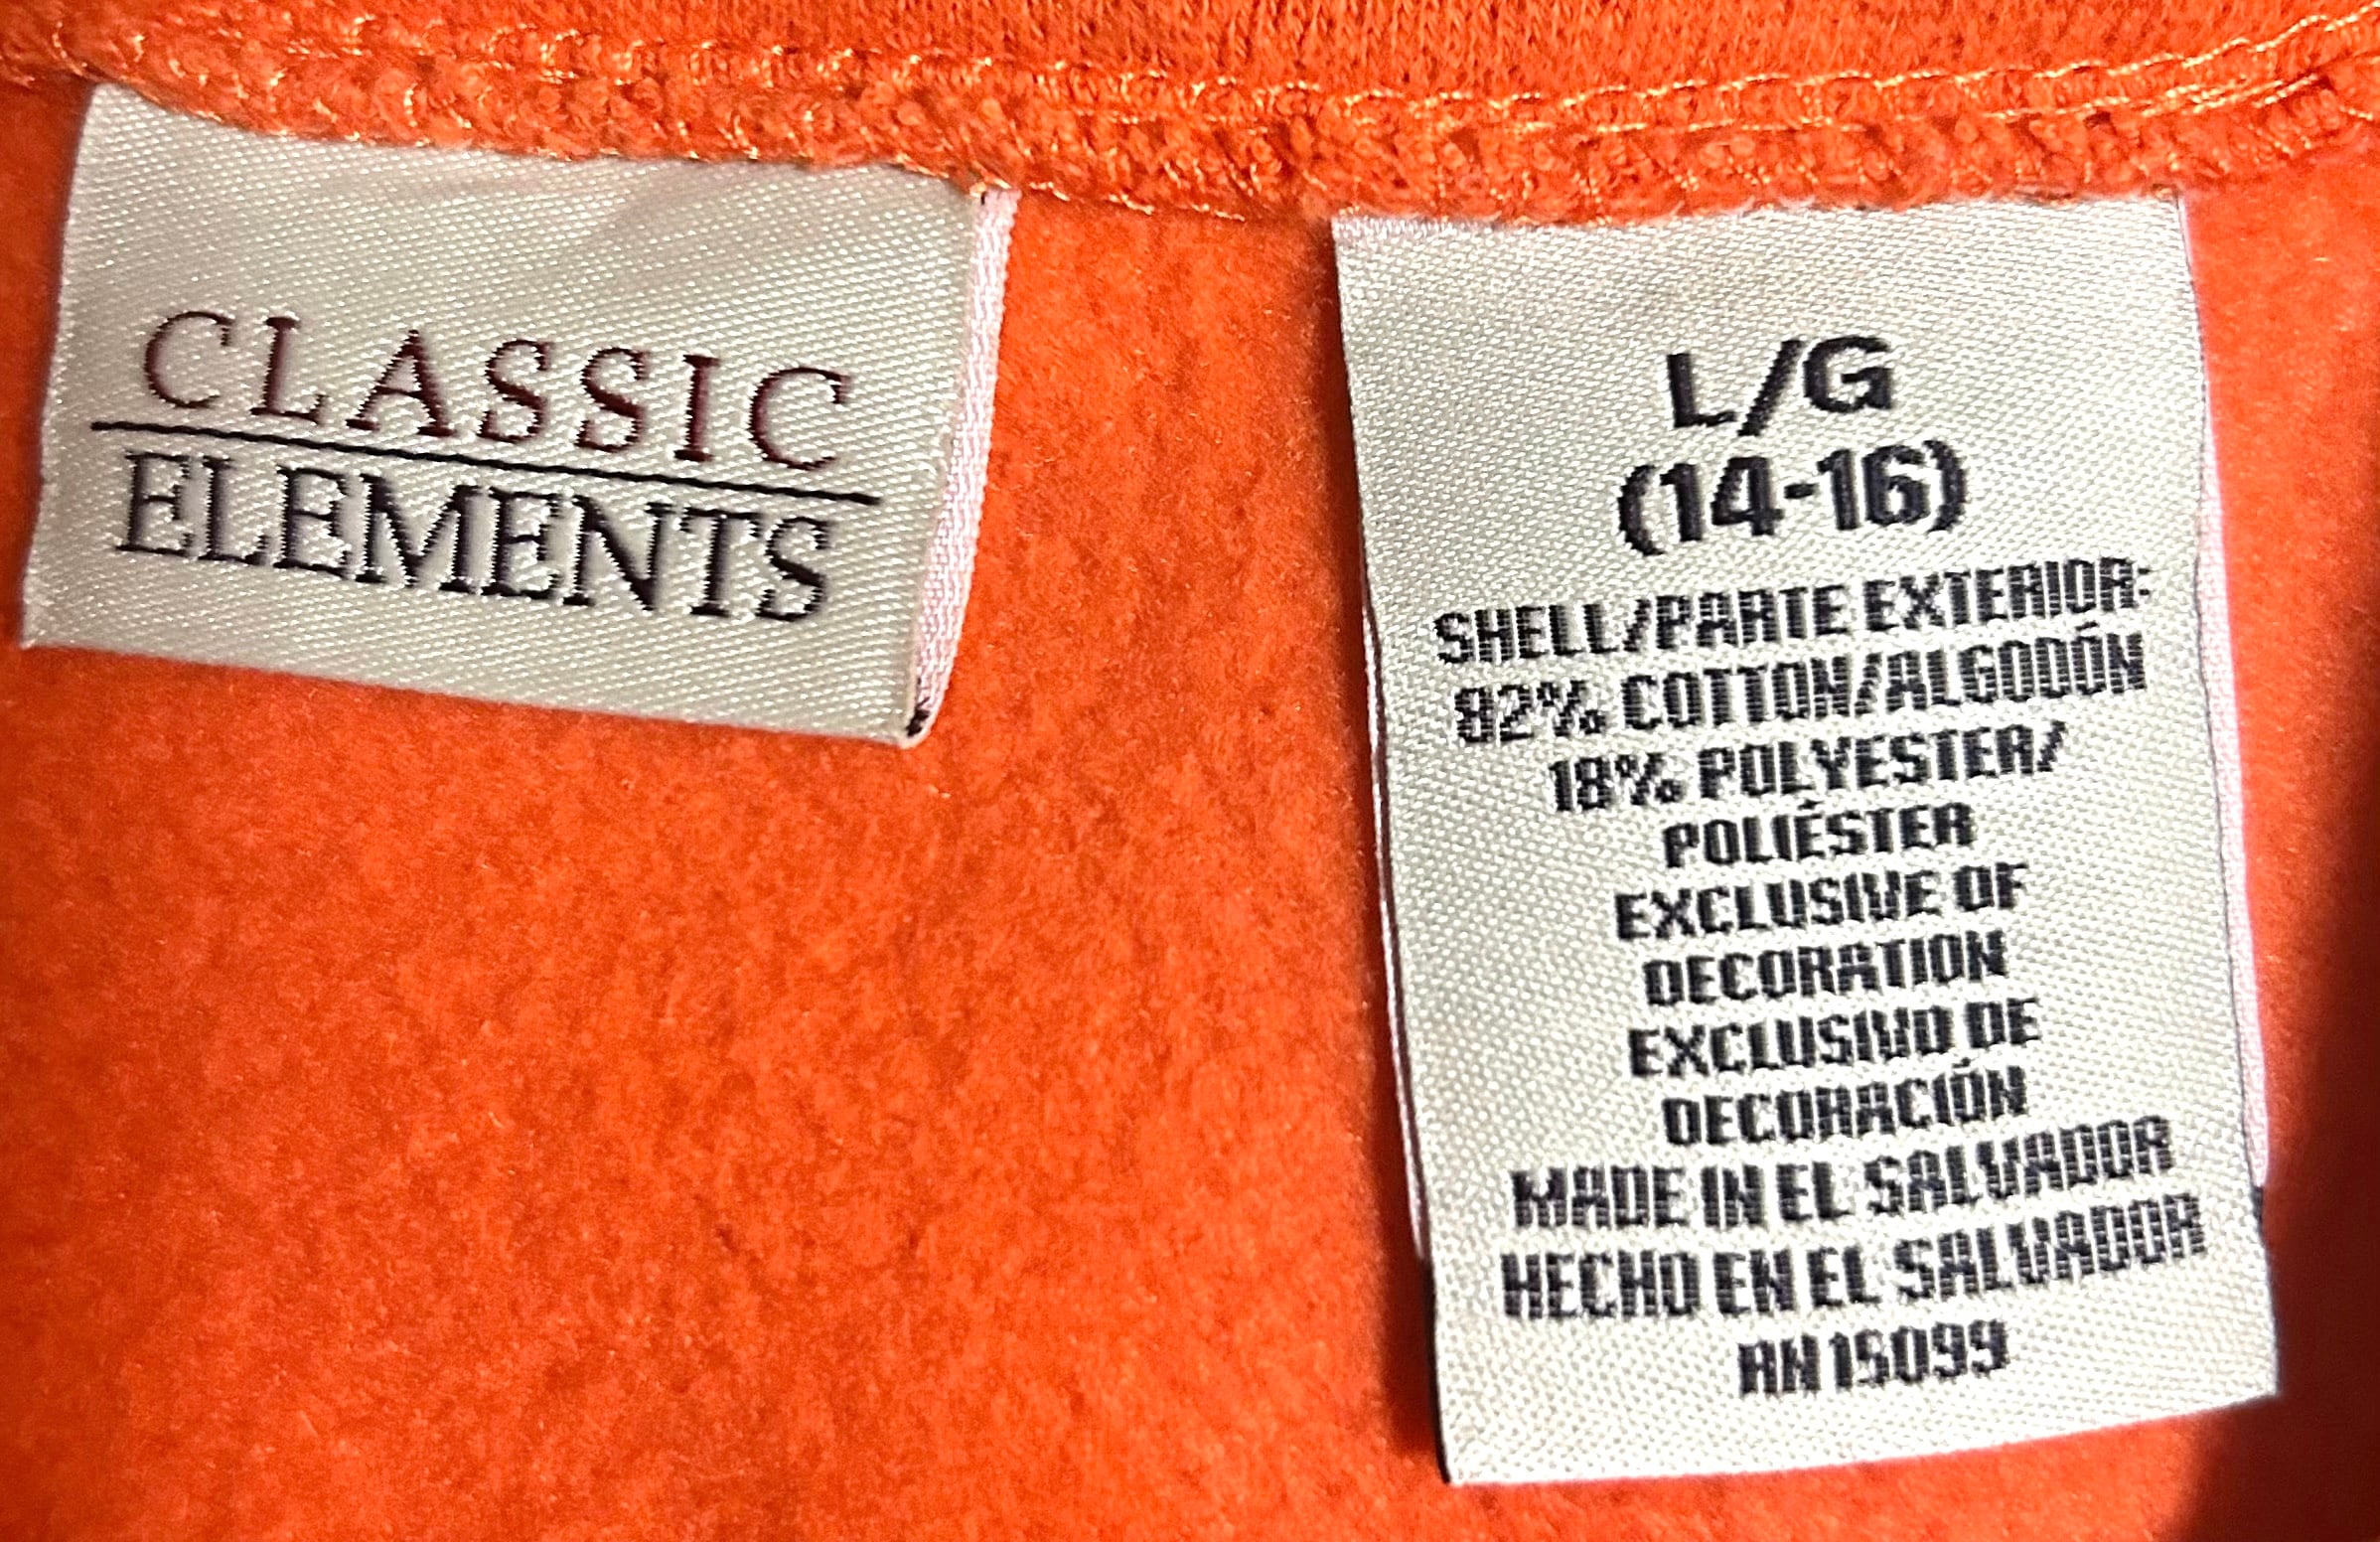 CLASSIC
ELEMENTS
L/G
(14-16)
SHELL/PARTE EXTERIOR:
82% COTTON/ALGODÓN
18% POLYESTER/
POLIÉSTER
EXCLUSIVE OF
DECORATION
EXCLUSIVO DE
DECORACIÓN
MADE IN EL SALVADOR
HECHO EN EL SALVADOR
RN 15099